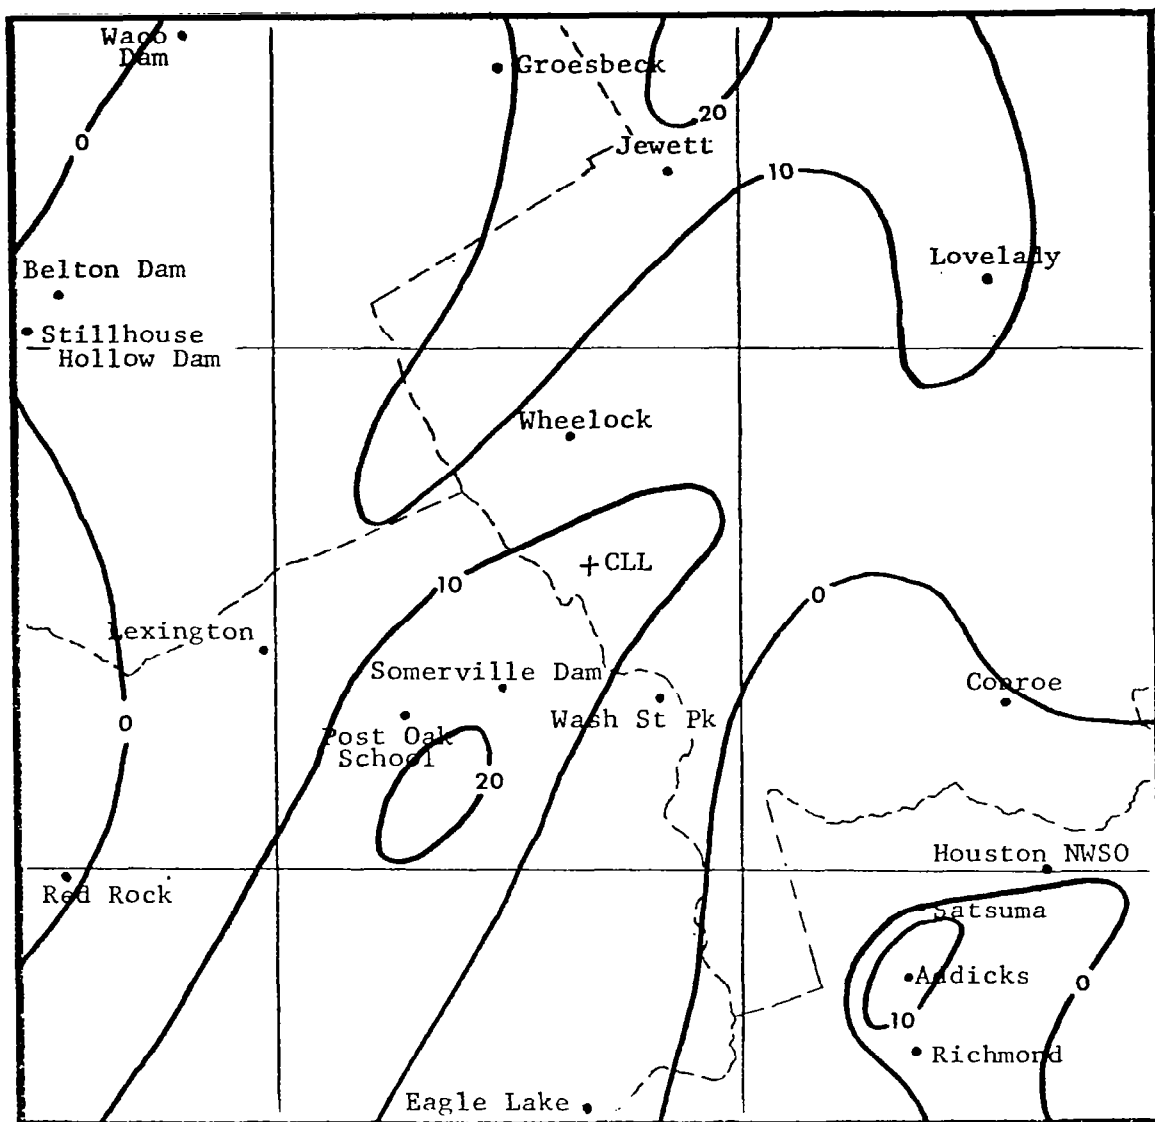 Waco
Dam
Groesbeck
20
0
Jewett
10
Lovelady
Belton Dam
Stillhouse
Hollow Dam
Wheelock
CLL
10
0
Lexington
Somerville Dam
Conroe
Wash St Pk
0
Post Oak
School
20
Houston NWSO
Red Rock
Satsuma
Addicks
0
10
Richmond
Eagle Lake